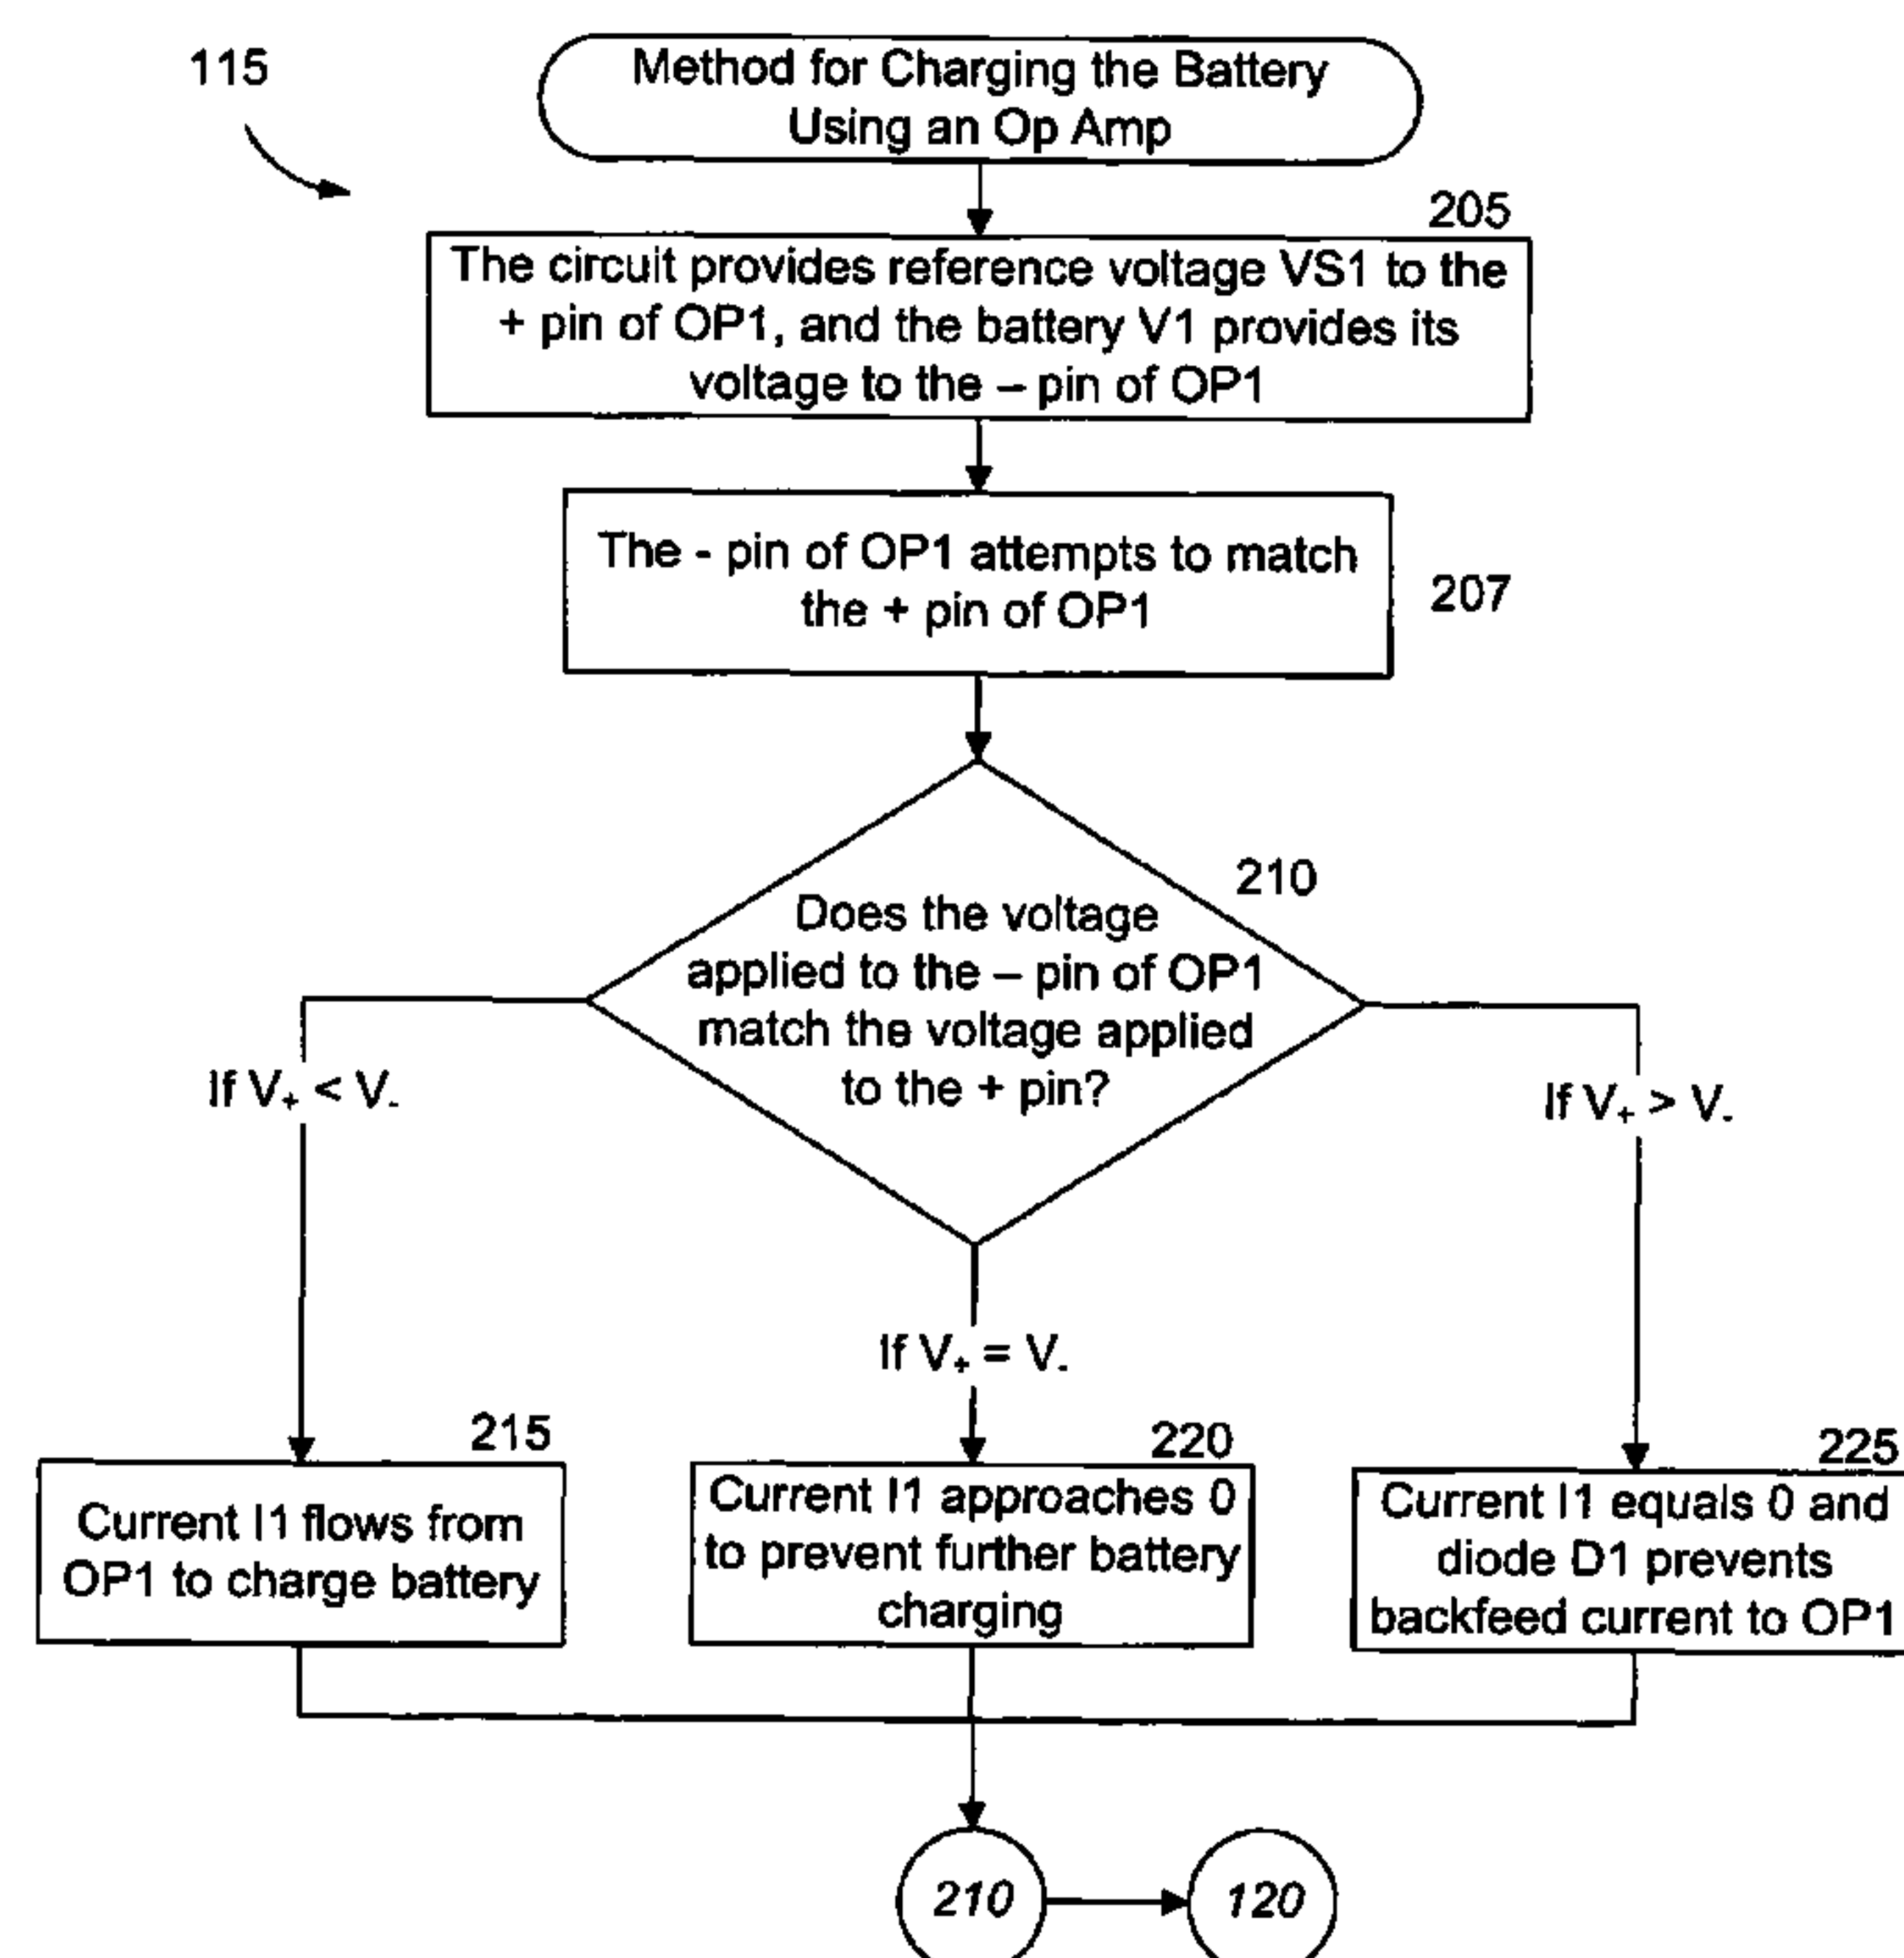 115
Method for Charging the Battery
Using an Op Amp
205
The circuit provides reference voltage VS1 to the
+ pin of OP1, and the battery V1 provides its
voltage to the – pin of OP1
The - pin of OP1 attempts to match
the + pin of OP1
207
210
Does the voltage
applied to the – pin of OP1
match the voltage applied
to the + pin?
If V₊ < V₋
If V₊ > V₋
If V₊ = V₋
215
Current I1 flows from
OP1 to charge battery
220
Current I1 approaches 0
to prevent further battery
charging
225
Current I1 equals 0 and
diode D1 prevents
backfeed current to OP1
210
120